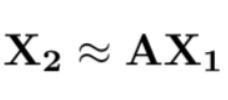 X₂ ≈ AX₁